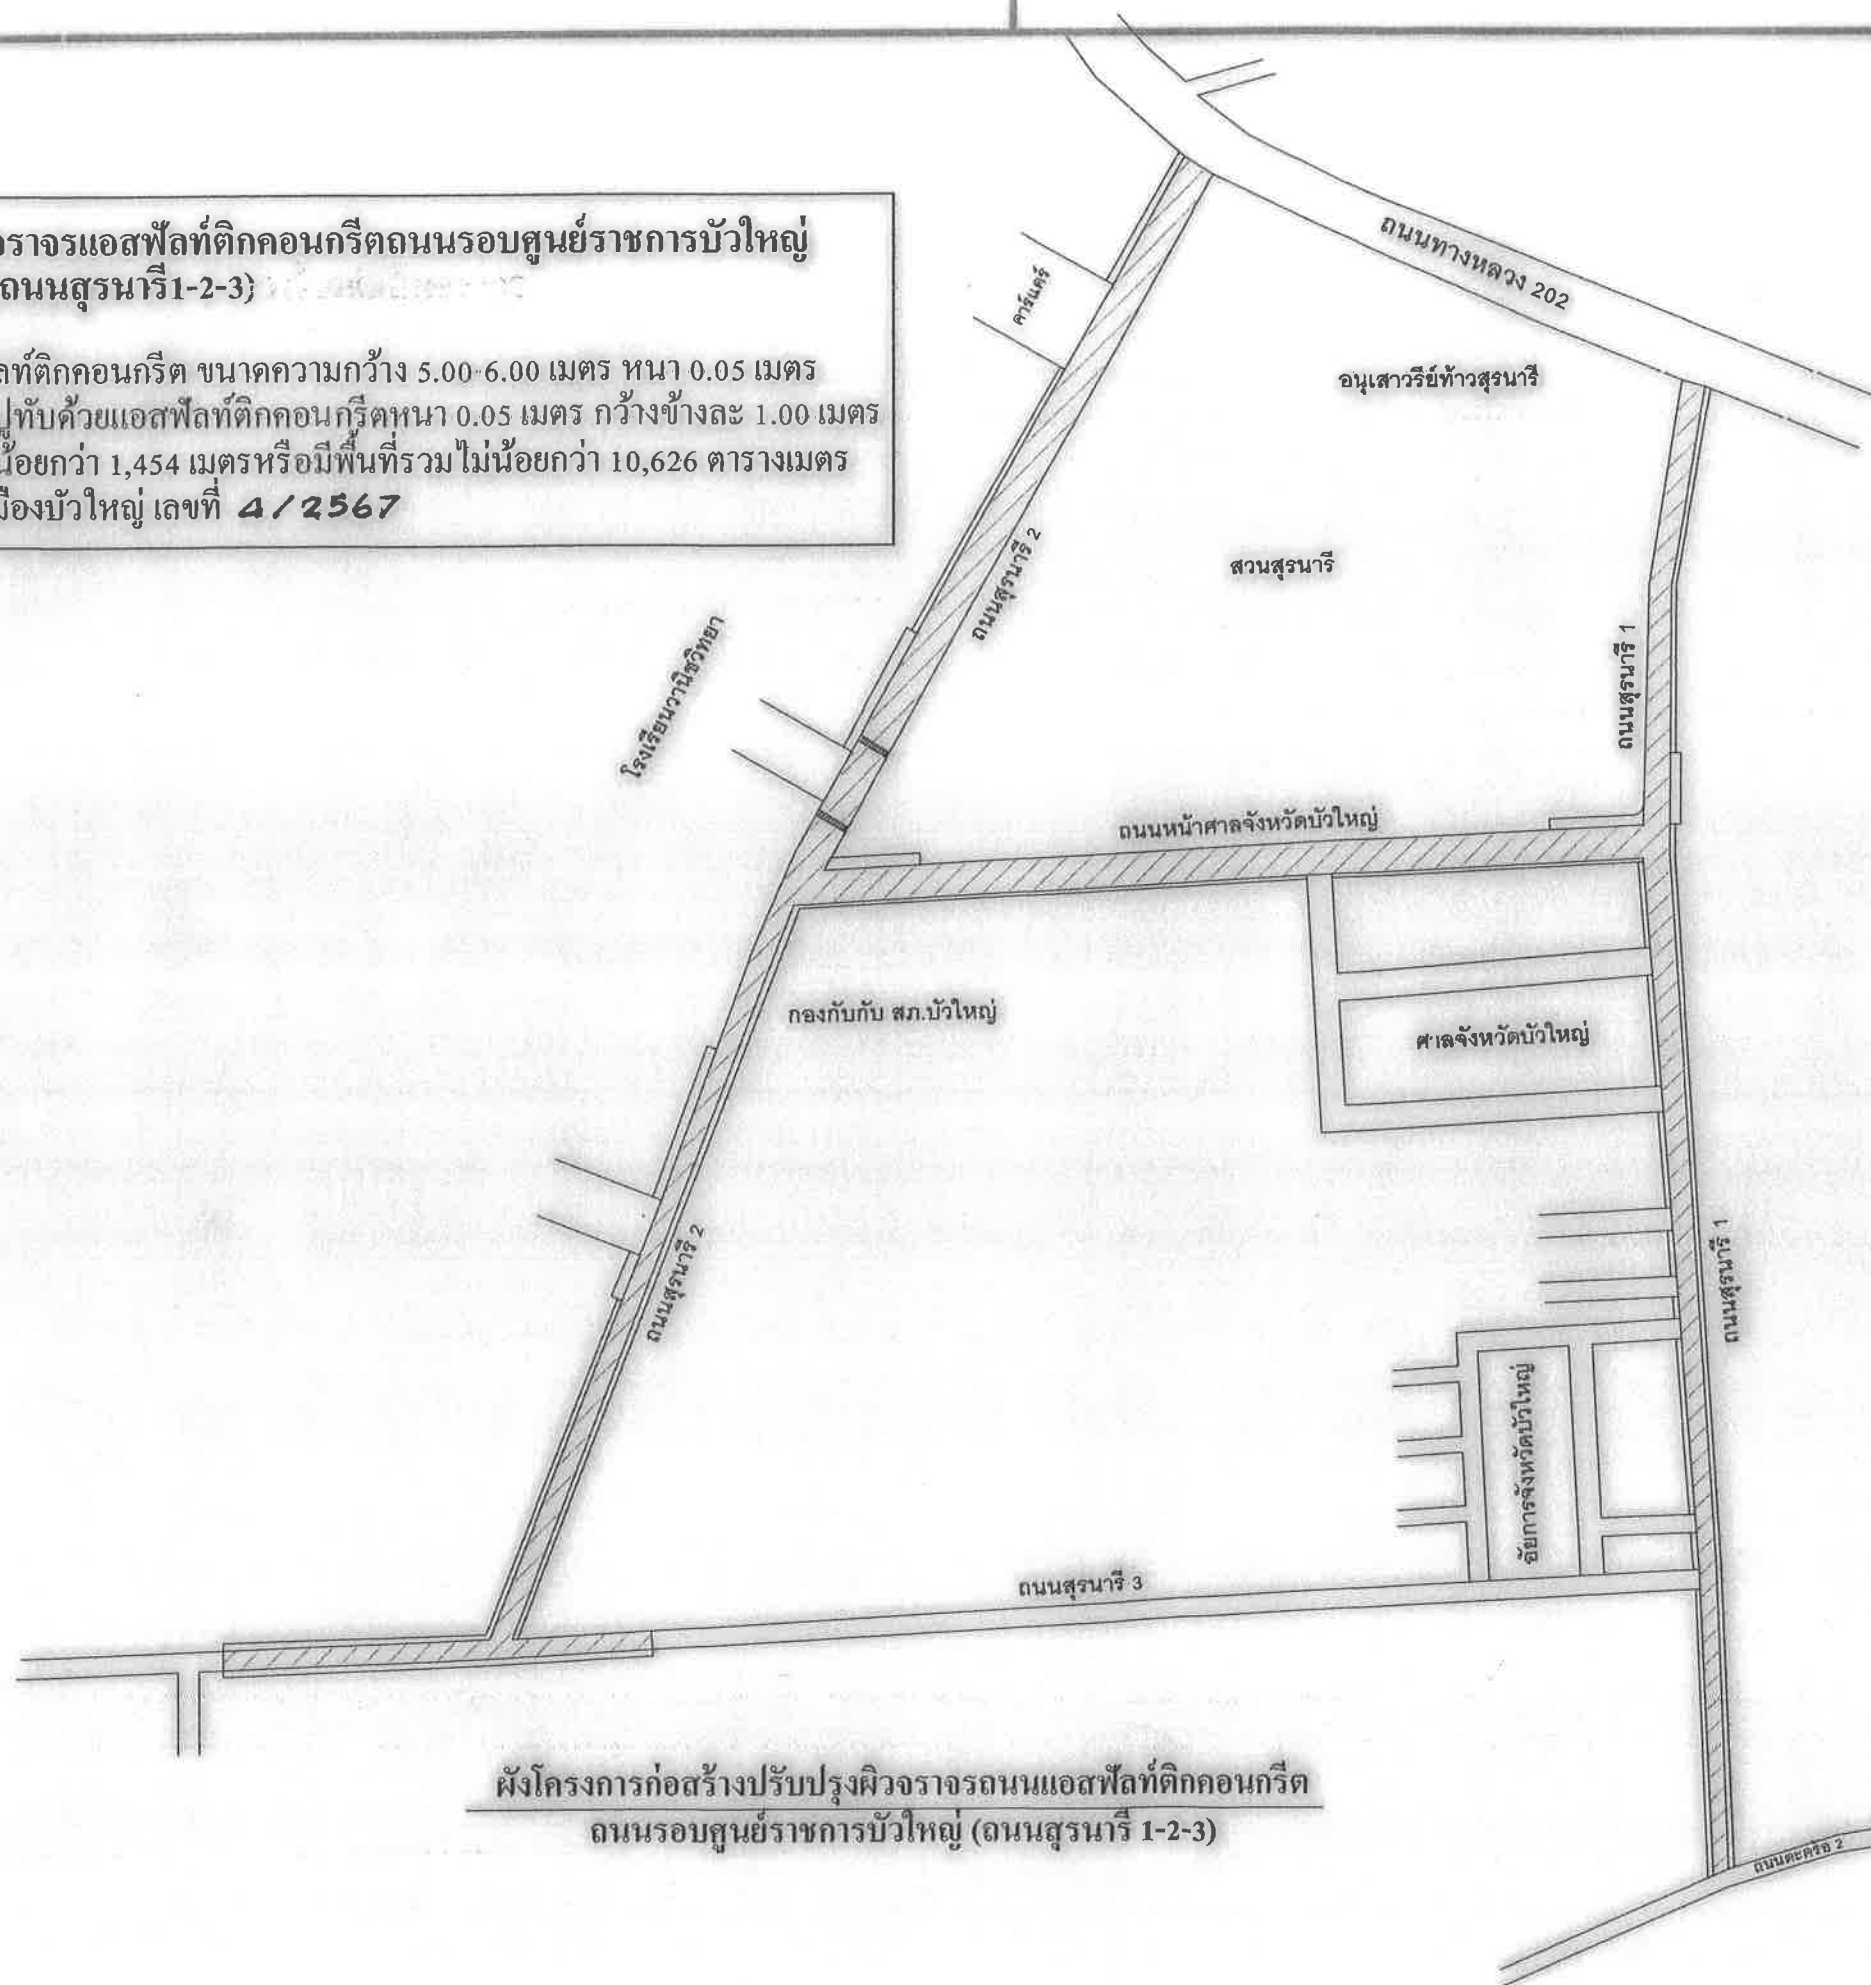 วราจรแอสฟัลท์ติกคอนกรีตถนนรอบศูนย์ราชการบัวใหญ่
ถนนสุรนารี1-2-3)
ลท์ติกคอนกรีต ขนาดความกว้าง 5.00-6.00 เมตร หนา 0.05 เมตร
ปูทับด้วยแอสฟัลท์ติกคอนกรีตหนา 0.05 เมตร กว้างข้างละ 1.00 เมตร
น้อยกว่า 1,454 เมตรหรือมีพื้นที่รวมไม่น้อยกว่า 10,626 ตารางเมตร
มืองบัวใหญ่ เลขที่ 4/2567
ถนนทางหลวง 202
คาร์แคร์
อนุเสาวรีย์ท้าวสุรนารี
ถนนสุรนารี 2
สวนสุรนารี
ถนนสุรนารี 1
โรงเรียนวานิชวิทยา
ถนนหน้าศาลจังหวัดบัวใหญ่
กองกับกับ สภ.บัวใหญ่
ศาลจังหวัดบัวใหญ่
ถนนสุรนารี 2
ถนนสุรนารี 1
อัยการจังหวัดบัวใหญ่
ถนนสุรนารี 3
ผังโครงการก่อสร้างปรับปรุงผิวจราจรถนนแอสฟัลท์ติกคอนกรีต
ถนนรอบศูนย์ราชการบัวใหญ่ (ถนนสุรนารี 1-2-3)
ถนนตะคร้อ 2